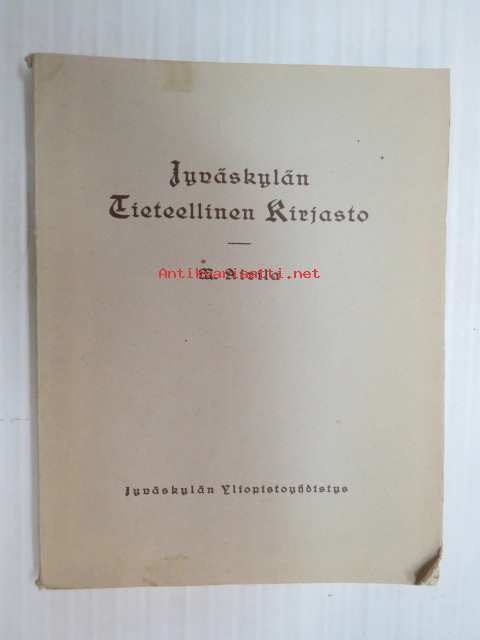 Jyväskylän
Tieteellinen Kirjasto
M.
Antikvariaatti.net
Jyväskylän Yliopistoyhdistys